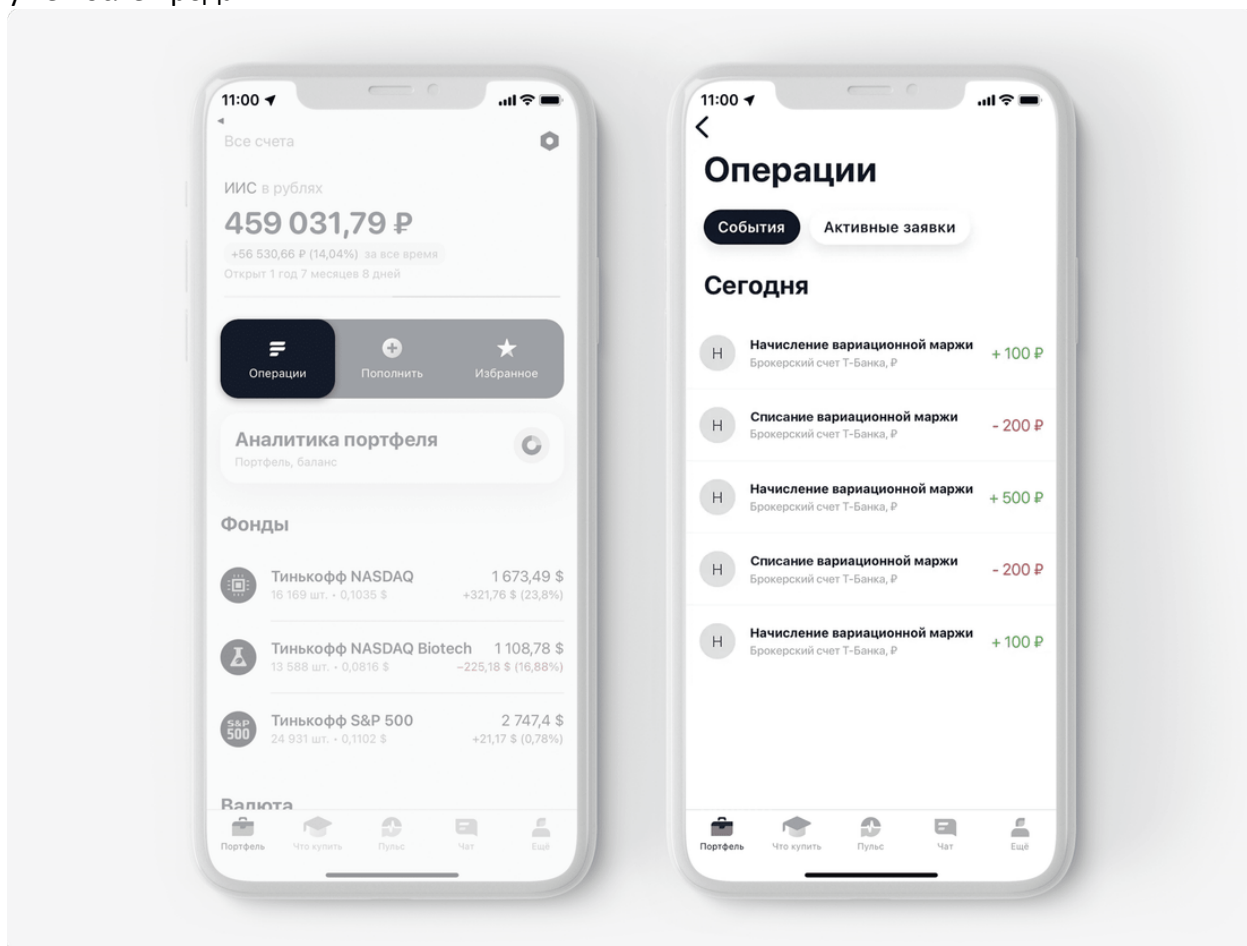 11:00
Все счета
ИИС в рублях
459 031,79 ₽
+56 530,66 ₽ (14,04%) за все время
Открыт 1 год 7 месяцев 8 дней
Операции
Пополнить
Избранное
Аналитика портфеля
Портфель, баланс
Фонды
Тинькофф NASDAQ 1 673,49 $
16 169 шт. • 0,1035 $ +321,76 $ (23,8%)
Тинькофф NASDAQ Biotech 1 108,78 $
13 588 шт. • 0,0816 $ −225,18 $ (16,88%)
S&P 500
Тинькофф S&P 500 2 747,4 $
24 931 шт. • 0,1102 $ +21,17 $ (0,78%)
Валюта
Портфель Что купить Пульс Чат Ещё
11:00
Операции
События Активные заявки
Сегодня
Н
Начисление вариационной маржи + 100 ₽
Брокерский счет Т-Банка, ₽
Н
Списание вариационной маржи - 200 ₽
Брокерский счет Т-Банка, ₽
Н
Начисление вариационной маржи + 500 ₽
Брокерский счет Т-Банка, ₽
Н
Списание вариационной маржи - 200 ₽
Брокерский счет Т-Банка, ₽
Н
Начисление вариационной маржи + 100 ₽
Брокерский счет Т-Банка, ₽
Портфель Что купить Пульс Чат Ещё